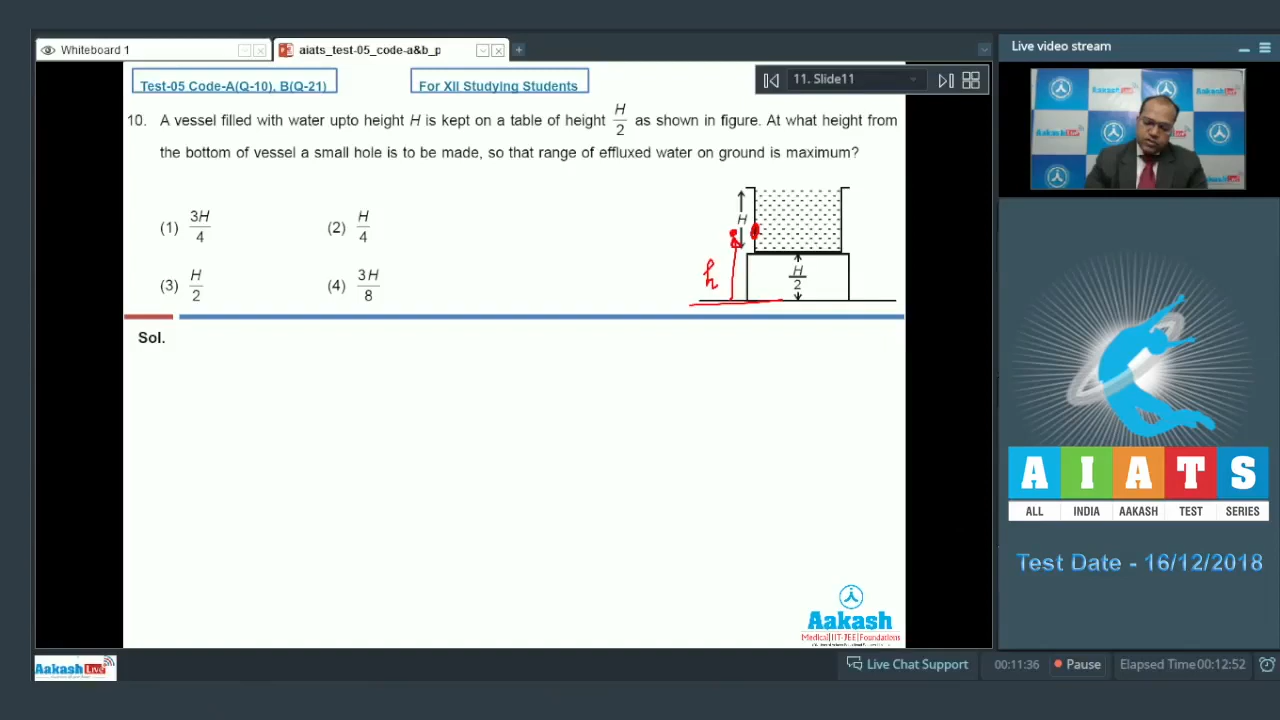 Whiteboard 1
aiats_test-05_code-a&b_p
Live video stream
Test-05 Code-A(Q-10), B(Q-21)
For XII Studying Students
11. Slide11
10. A vessel filled with water upto height H is kept on a table of height H/2 as shown in figure. At what height from
the bottom of vessel a small hole is to be made, so that range of effluxed water on ground is maximum?
(1) 3H/4
(2) H/4
(3) H/2
(4) 3H/8
H
h
H/2
Sol.
Aakash
Medical|IIT-JEE|Foundations
AIATS
ALL INDIA AAKASH TEST SERIES
Test Date - 16/12/2018
Aakash Live
Live Chat Support
00:11:36
Pause
Elapsed Time 00:12:52